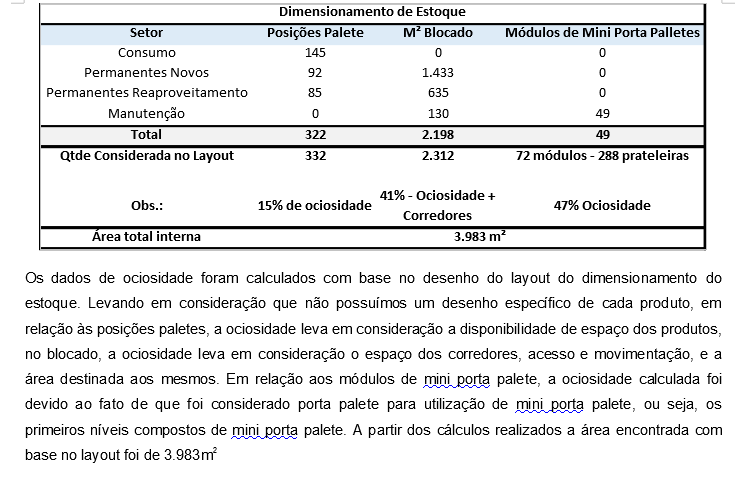 Dimensionamento de Estoque
Setor Posições Palete M² Blocado Módulos de Mini Porta Palletes
Consumo 145 0 0
Permanentes Novos 92 1.433 0
Permanentes Reaproveitamento 85 635 0
Manutenção 0 130 49
Total 322 2.198 49
Qtde Considerada no Layout 332 2.312 72 módulos - 288 prateleiras
Obs.: 15% de ociosidade 41% - Ociosidade + Corredores 47% Ociosidade
Área total interna 3.983 m²
Os dados de ociosidade foram calculados com base no desenho do layout do dimensionamento do
estoque. Levando em consideração que não possuímos um desenho específico de cada produto, em
relação às posições paletes, a ociosidade leva em consideração a disponibilidade de espaço dos produtos,
no blocado, a ociosidade leva em consideração o espaço dos corredores, acesso e movimentação, e a
área destinada aos mesmos. Em relação aos módulos de mini porta palete, a ociosidade calculada foi
devido ao fato de que foi considerado porta palete para utilização de mini porta palete, ou seja, os
primeiros níveis compostos de mini porta palete. A partir dos cálculos realizados a área encontrada com
base no layout foi de 3.983m²